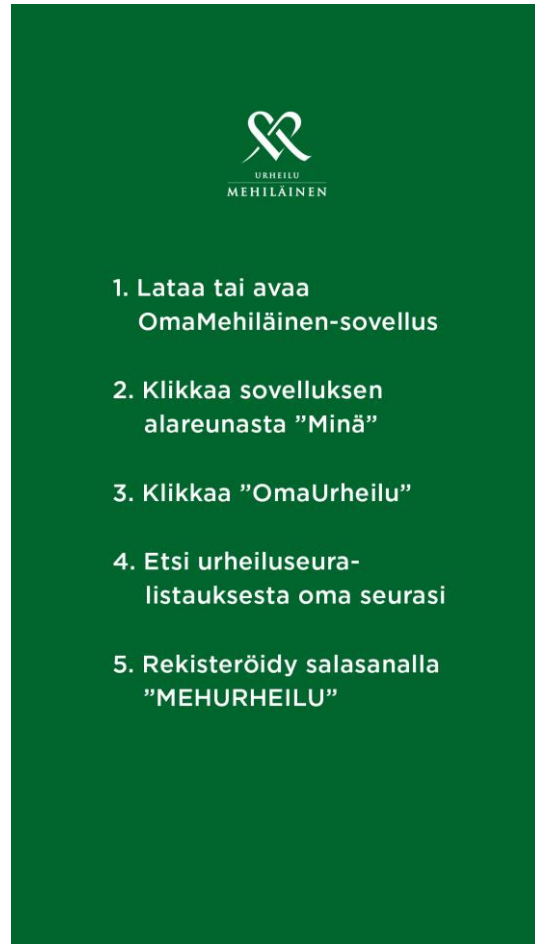 URHEILU
MEHILÄINEN
1. Lataa tai avaa
OmaMehiläinen-sovellus
2. Klikkaa sovelluksen
alareunasta ”Minä”
3. Klikkaa ”OmaUrheilu”
4. Etsi urheiluseura-
listauksesta oma seurasi
5. Rekisteröidy salasanalla
”MEHURHEILU”